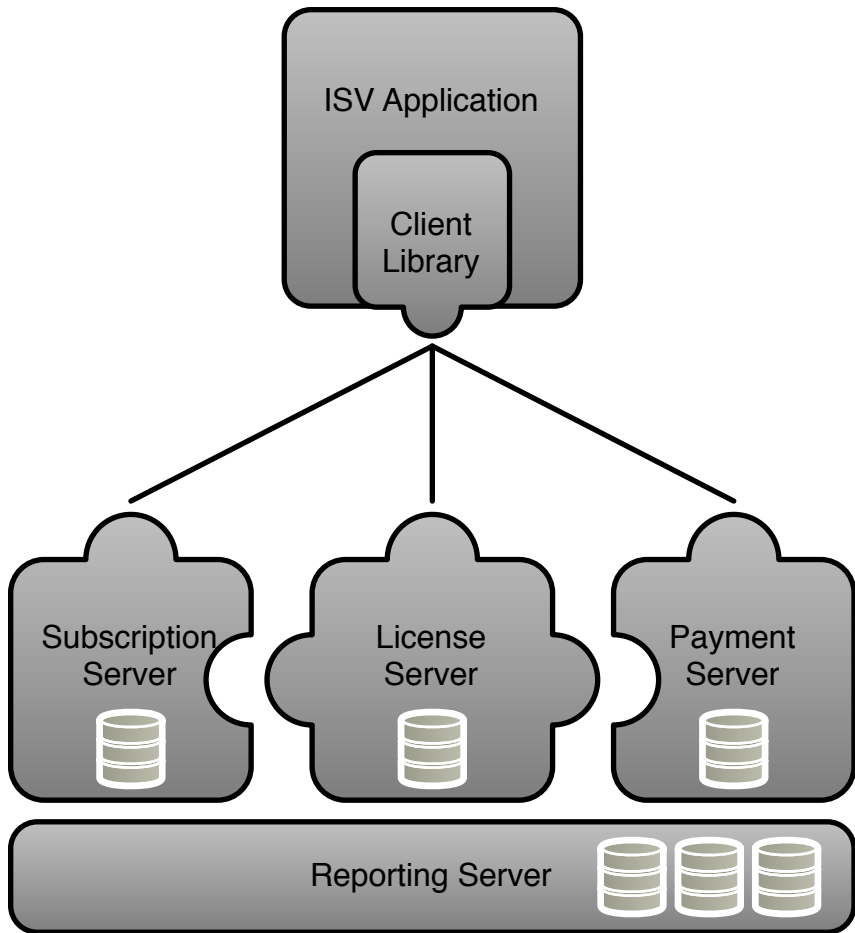 ISV Application
Client
Library
Subscription
Server
License
Server
Payment
Server
Reporting Server